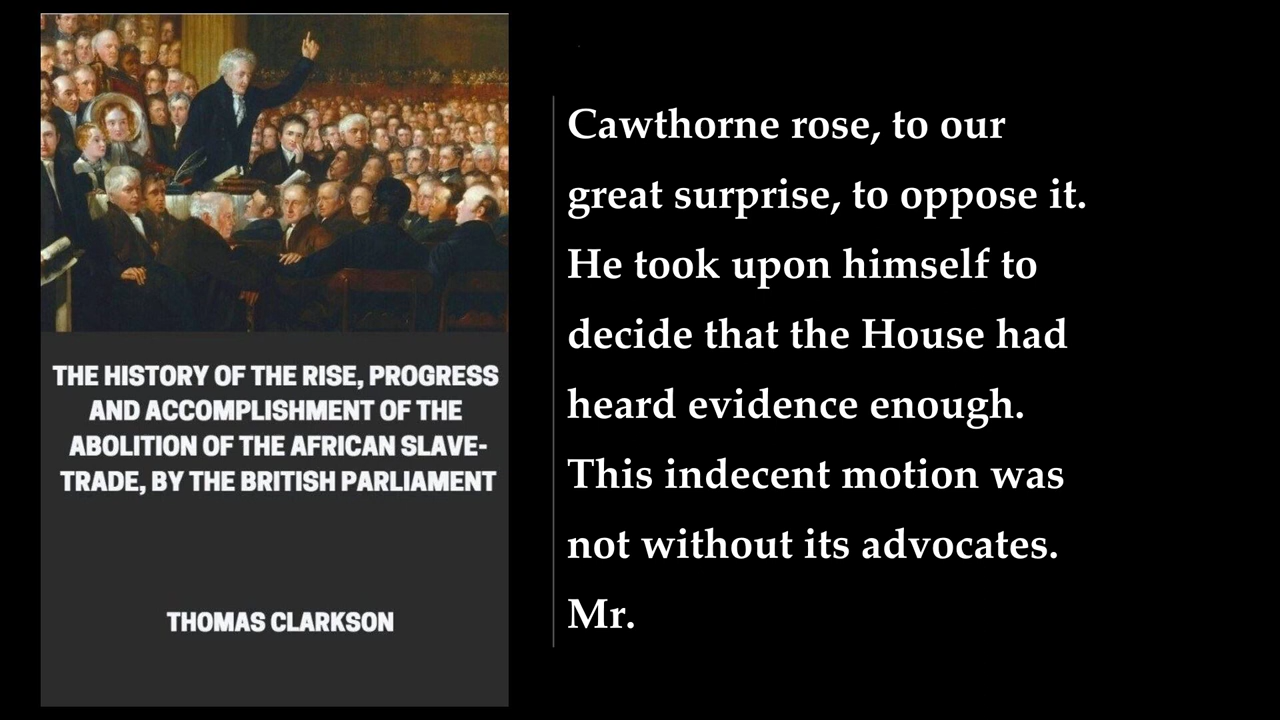 THE HISTORY OF THE RISE, PROGRESS
AND ACCOMPLISHMENT OF THE
ABOLITION OF THE AFRICAN SLAVE-
TRADE, BY THE BRITISH PARLIAMENT
THOMAS CLARKSON
Cawthorne rose, to our
great surprise, to oppose it.
He took upon himself to
decide that the House had
heard evidence enough.
This indecent motion was
not without its advocates.
Mr.